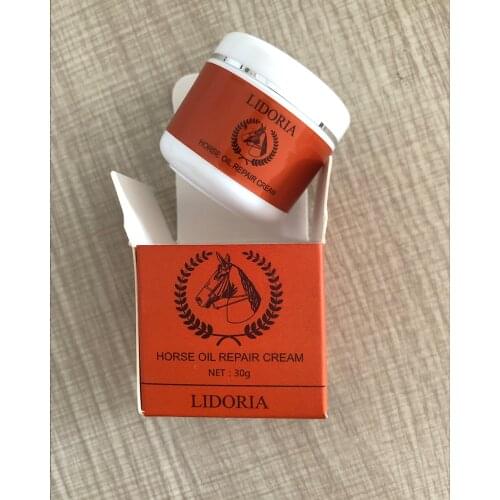 LIDORIA
HORSE OIL REPAIR CREAM
HORSE OIL REPAIR CREAM
NET : 30g
LIDORIA